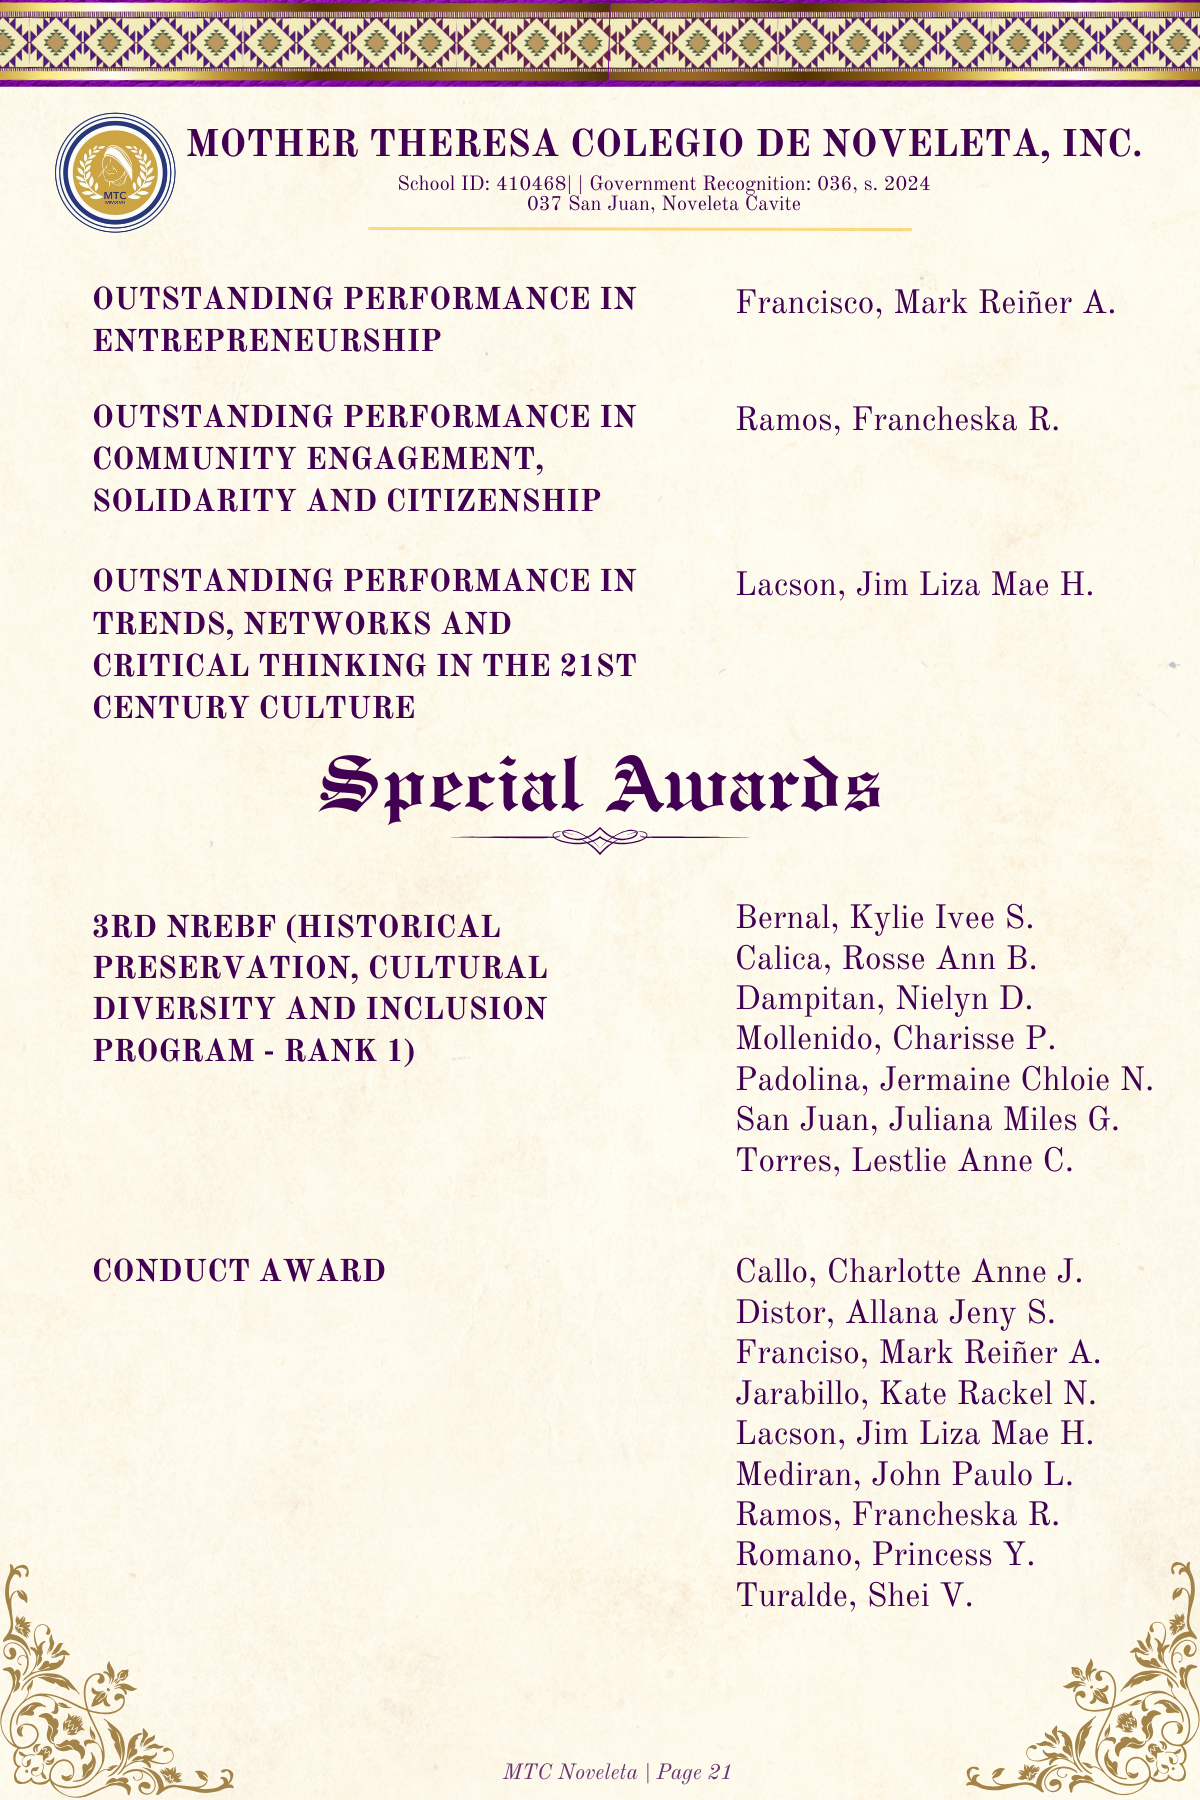 MTC
MOTHER THERESA COLEGIO DE NOVELETA, INC.
School ID: 410468| | Government Recognition: 036, s. 2024
037 San Juan, Noveleta Cavite
OUTSTANDING PERFORMANCE IN
ENTREPRENEURSHIP
Francisco, Mark Reiñer A.
OUTSTANDING PERFORMANCE IN
COMMUNITY ENGAGEMENT,
SOLIDARITY AND CITIZENSHIP
Ramos, Francheska R.
OUTSTANDING PERFORMANCE IN
TRENDS, NETWORKS AND
CRITICAL THINKING IN THE 21ST
CENTURY CULTURE
Lacson, Jim Liza Mae H.
Special Awards
3RD NREBF (HISTORICAL
PRESERVATION, CULTURAL
DIVERSITY AND INCLUSION
PROGRAM - RANK 1)
Bernal, Kylie Ivee S.
Calica, Rosse Ann B.
Dampitan, Nielyn D.
Mollenido, Charisse P.
Padolina, Jermaine Chloie N.
San Juan, Juliana Miles G.
Torres, Lestlie Anne C.
CONDUCT AWARD
Callo, Charlotte Anne J.
Distor, Allana Jeny S.
Franciso, Mark Reiñer A.
Jarabillo, Kate Rackel N.
Lacson, Jim Liza Mae H.
Mediran, John Paulo L.
Ramos, Francheska R.
Romano, Princess Y.
Turalde, Shei V.
MTC Noveleta | Page 21